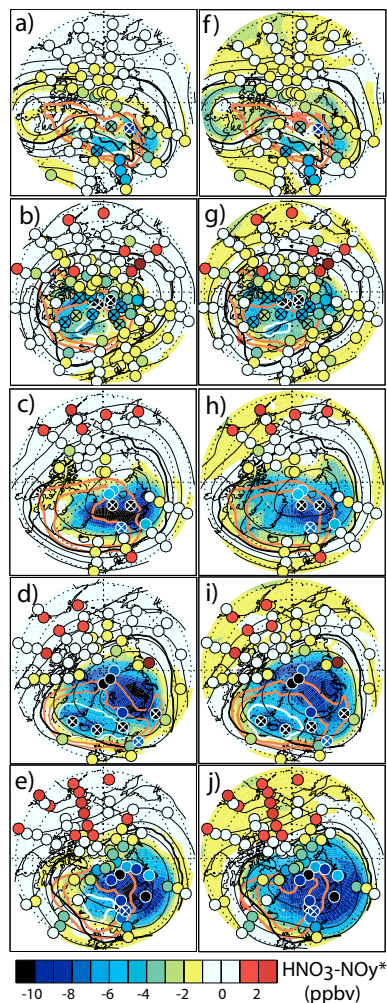 a) f)
b) g)
c) h)
d) i)
e) j)
-10 -8 -6 -4 -2 0 2
HNO₃-NOy*
(ppbv)